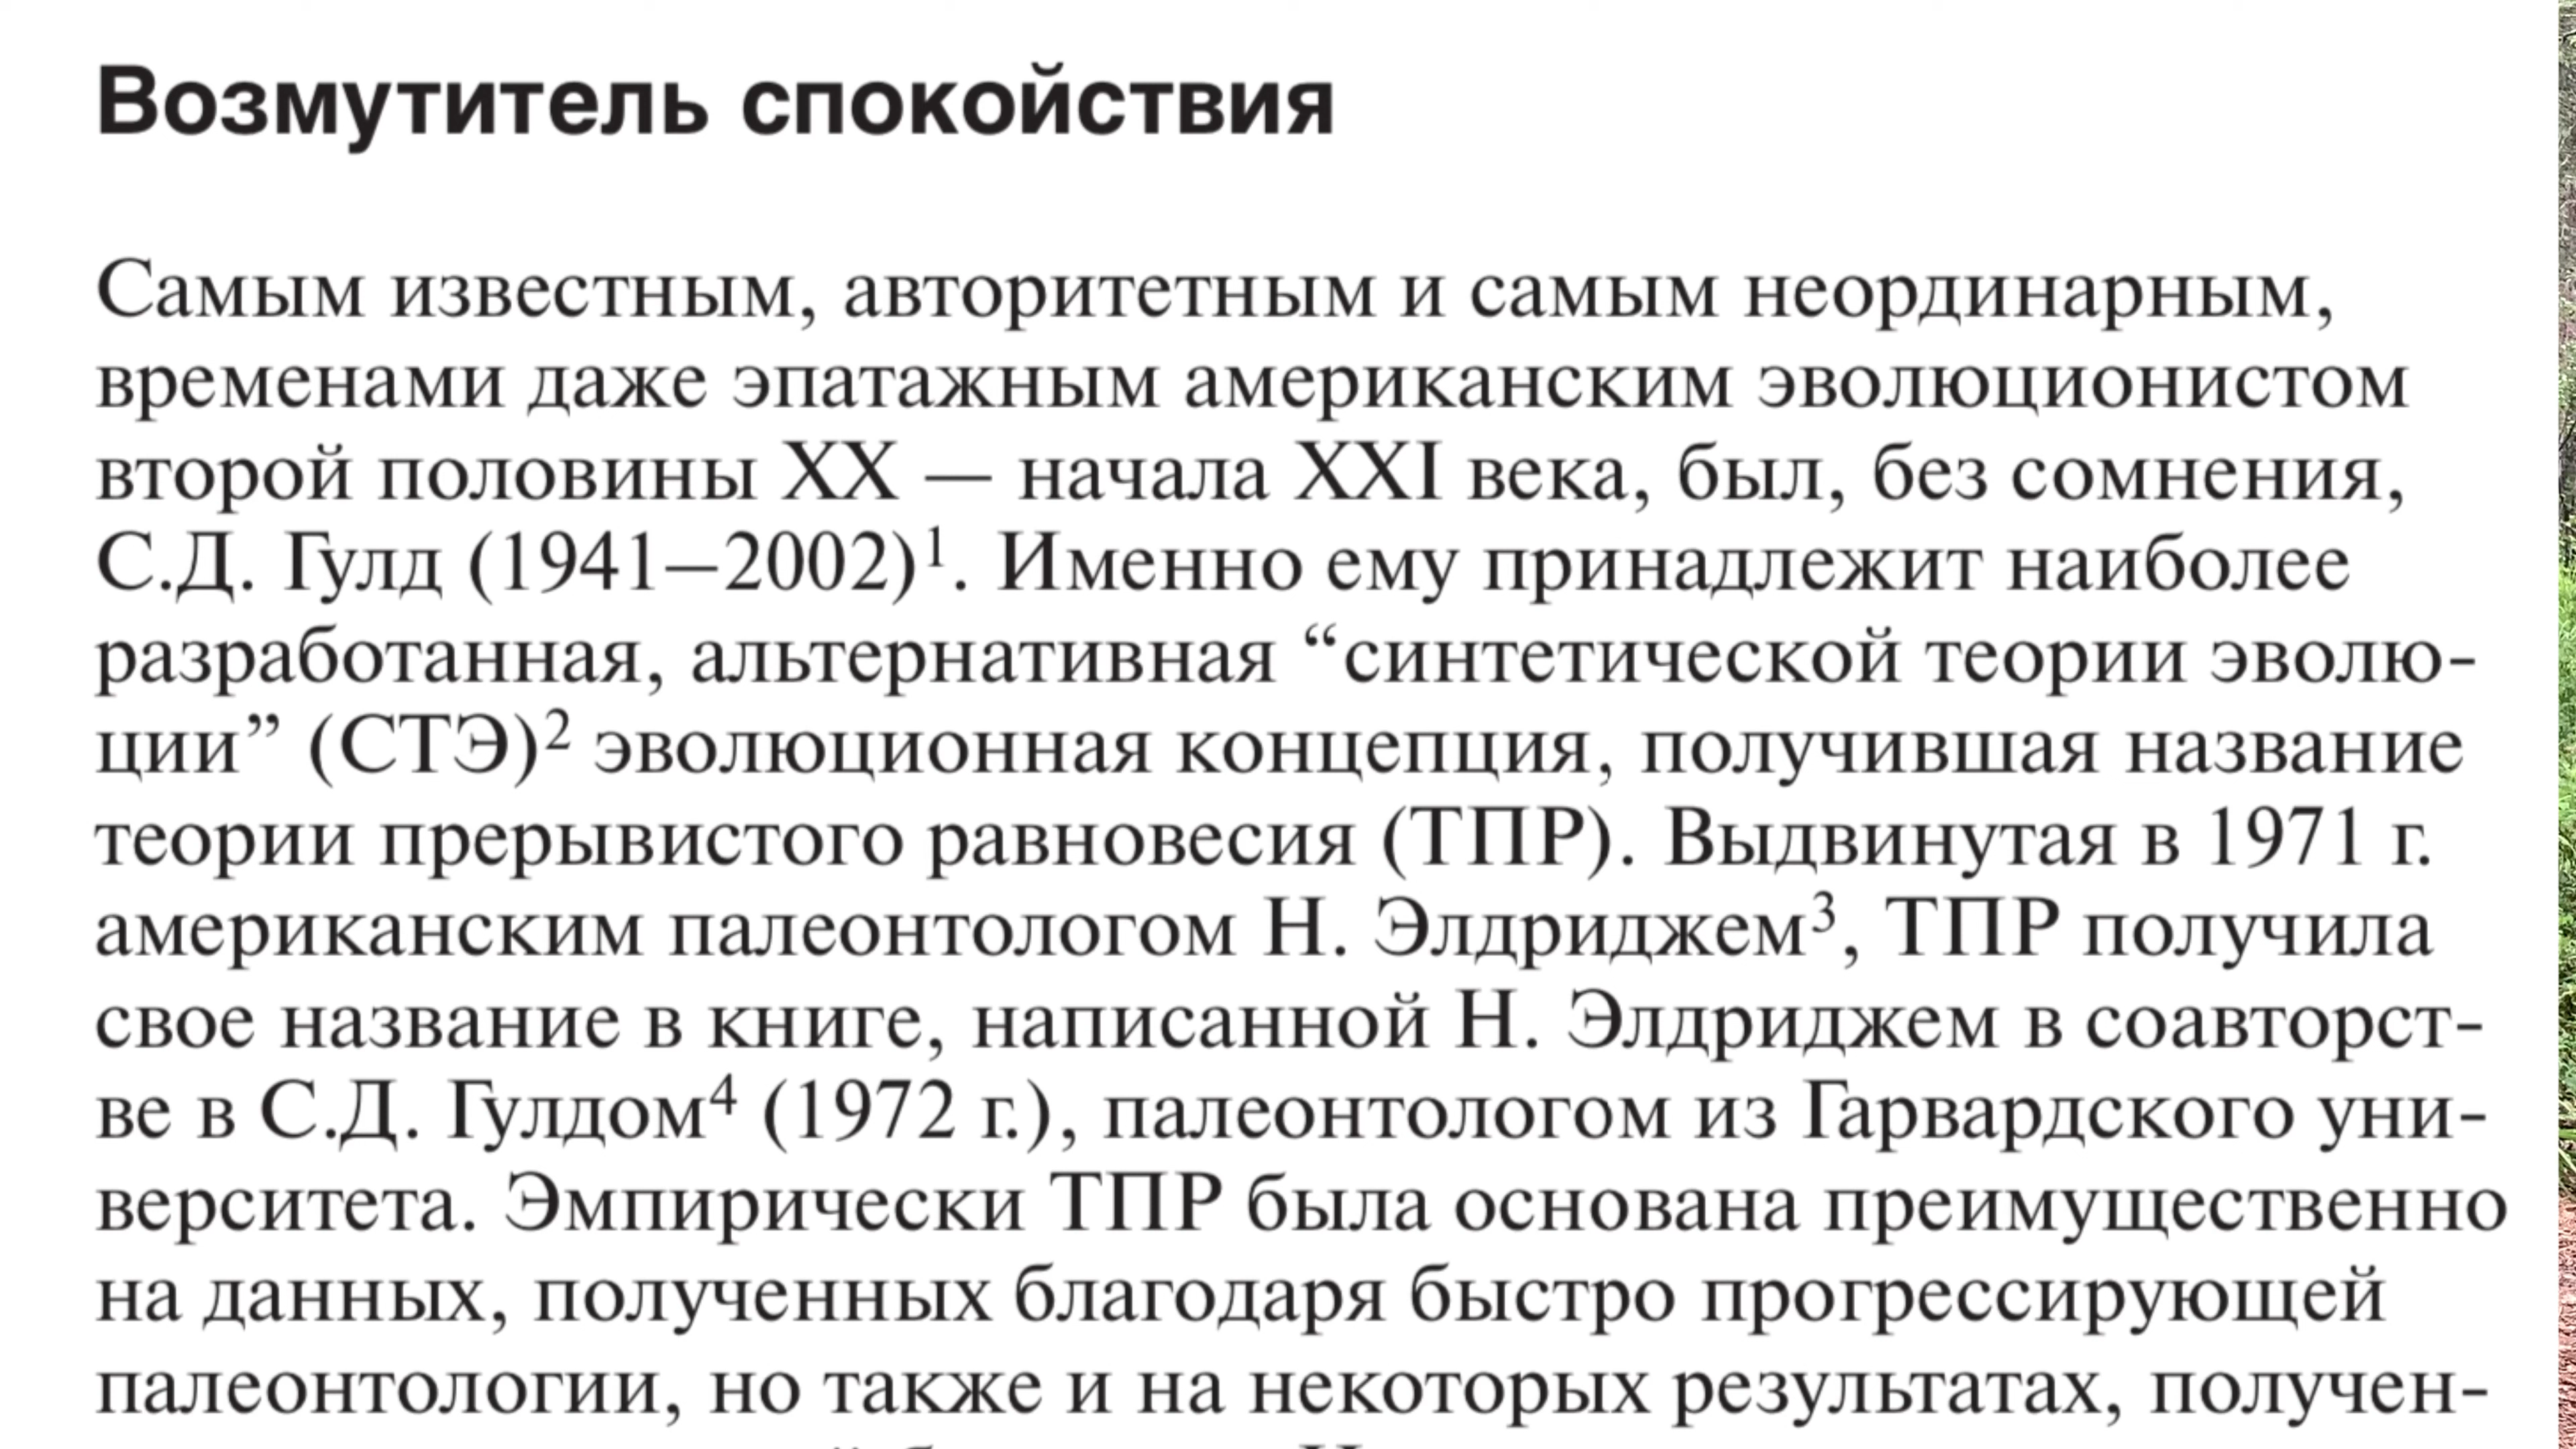 Возмутитель спокойствия
Самым известным, авторитетным и самым неординарным,
временами даже эпатажным американским эволюционистом
второй половины XX — начала XXI века, был, без сомнения,
С.Д. Гулд (1941–2002)¹. Именно ему принадлежит наиболее
разработанная, альтернативная “синтетической теории эволю-
ции” (СТЭ)² эволюционная концепция, получившая название
теории прерывистого равновесия (ТПР). Выдвинутая в 1971 г.
американским палеонтологом Н. Элдриджем³, ТПР получила
свое название в книге, написанной Н. Элдриджем в соавторст-
ве в С.Д. Гулдом⁴ (1972 г.), палеонтологом из Гарвардского уни-
верситета. Эмпирически ТПР была основана преимущественно
на данных, полученных благодаря быстро прогрессирующей
палеонтологии, но также и на некоторых результатах, получен-